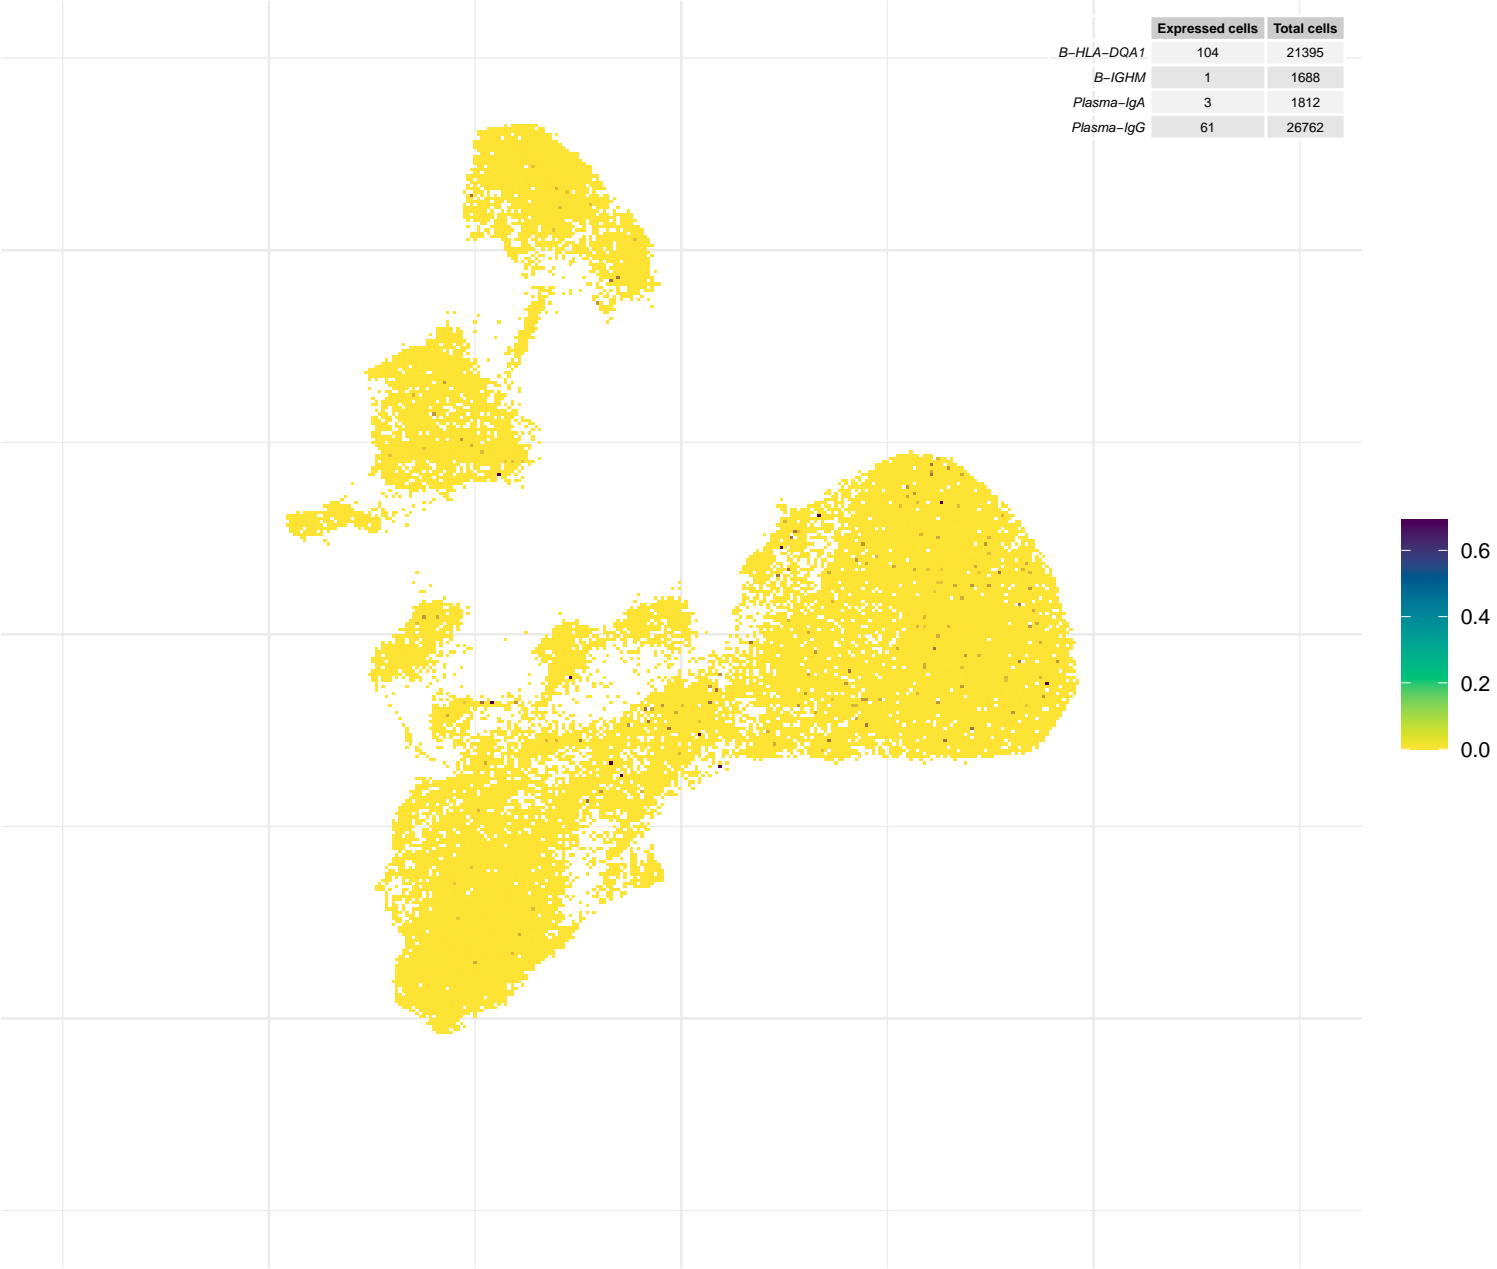 Expressed cells Total cells
B−HLA−DQA1 104 21395
B−IGHM 1 1688
Plasma−IgA 3 1812
Plasma−IgG 61 26762
0.6
0.4
0.2
0.0